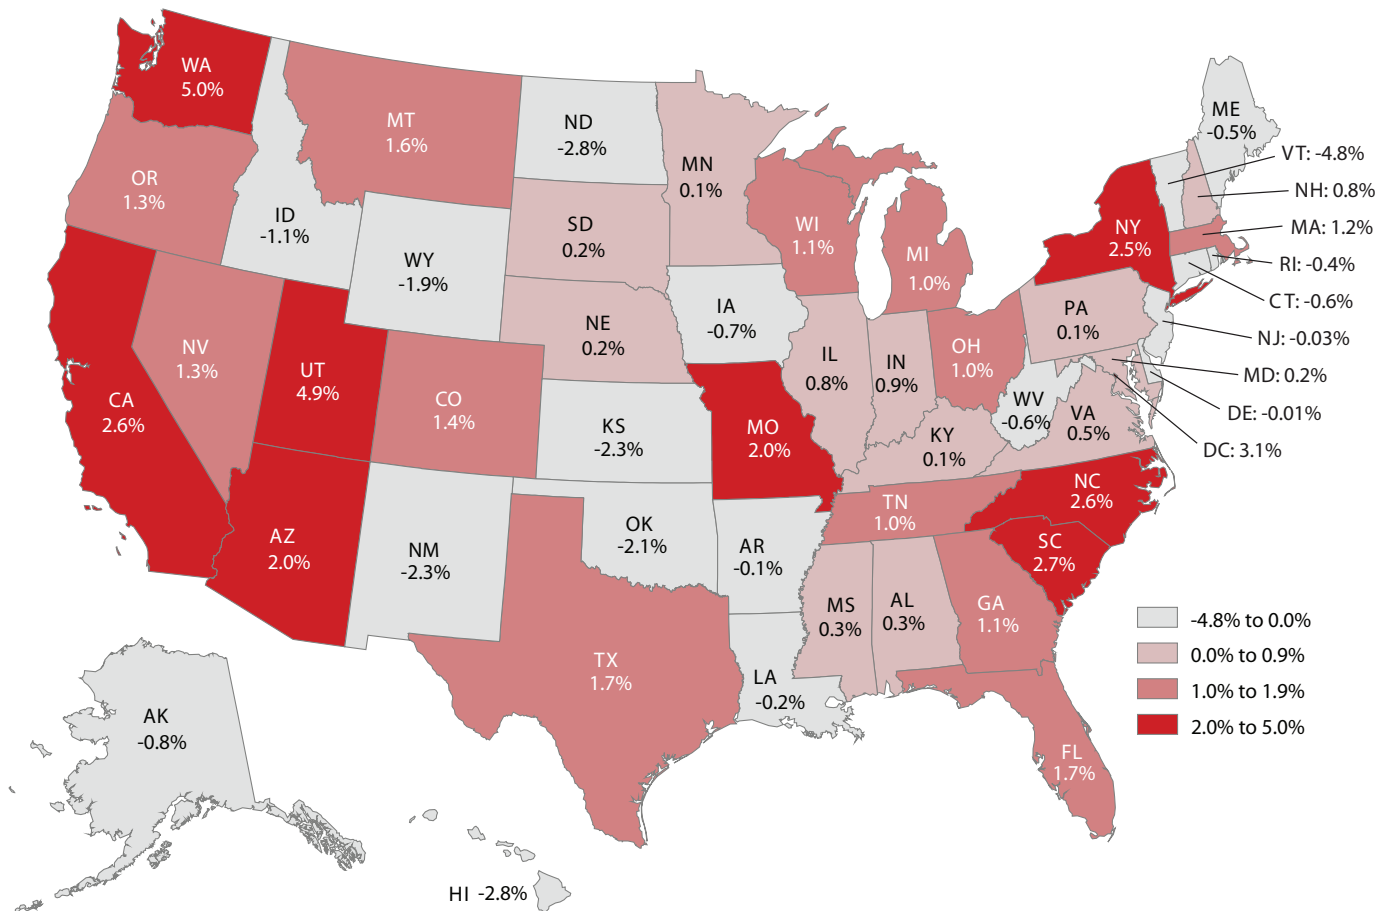 WA
5.0%
MT
1.6%
ND
-2.8%
MN
0.1%
ME
-0.5%
VT: -4.8%
NH: 0.8%
MA: 1.2%
RI: -0.4%
CT: -0.6%
NJ: -0.03%
MD: 0.2%
DE: -0.01%
DC: 3.1%
OR
1.3%
ID
-1.1%
WY
-1.9%
SD
0.2%
WI
1.1%
MI
1.0%
NY
2.5%
NE
0.2%
IA
-0.7%
PA
0.1%
NV
1.3%
UT
4.9%
CO
1.4%
IL
0.8%
IN
0.9%
OH
1.0%
CA
2.6%
KS
-2.3%
MO
2.0%
KY
0.1%
WV
-0.6%
VA
0.5%
AZ
2.0%
NM
-2.3%
OK
-2.1%
AR
-0.1%
TN
1.0%
NC
2.6%
SC
2.7%
TX
1.7%
LA
-0.2%
MS
0.3%
AL
0.3%
GA
1.1%
FL
1.7%
AK
-0.8%
HI -2.8%
-4.8% to 0.0%
0.0% to 0.9%
1.0% to 1.9%
2.0% to 5.0%